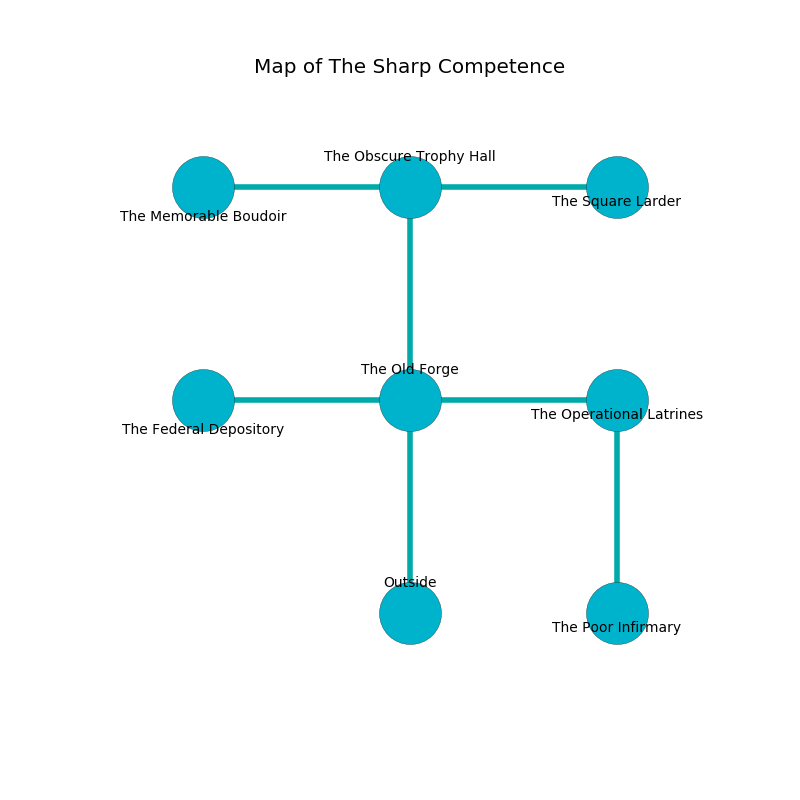 Map of The Sharp Competence
The Obscure Trophy Hall
The Square Larder
The Memorable Boudoir
The Old Forge
The Operational Latrines
The Federal Depository
Outside
The Poor Infirmary